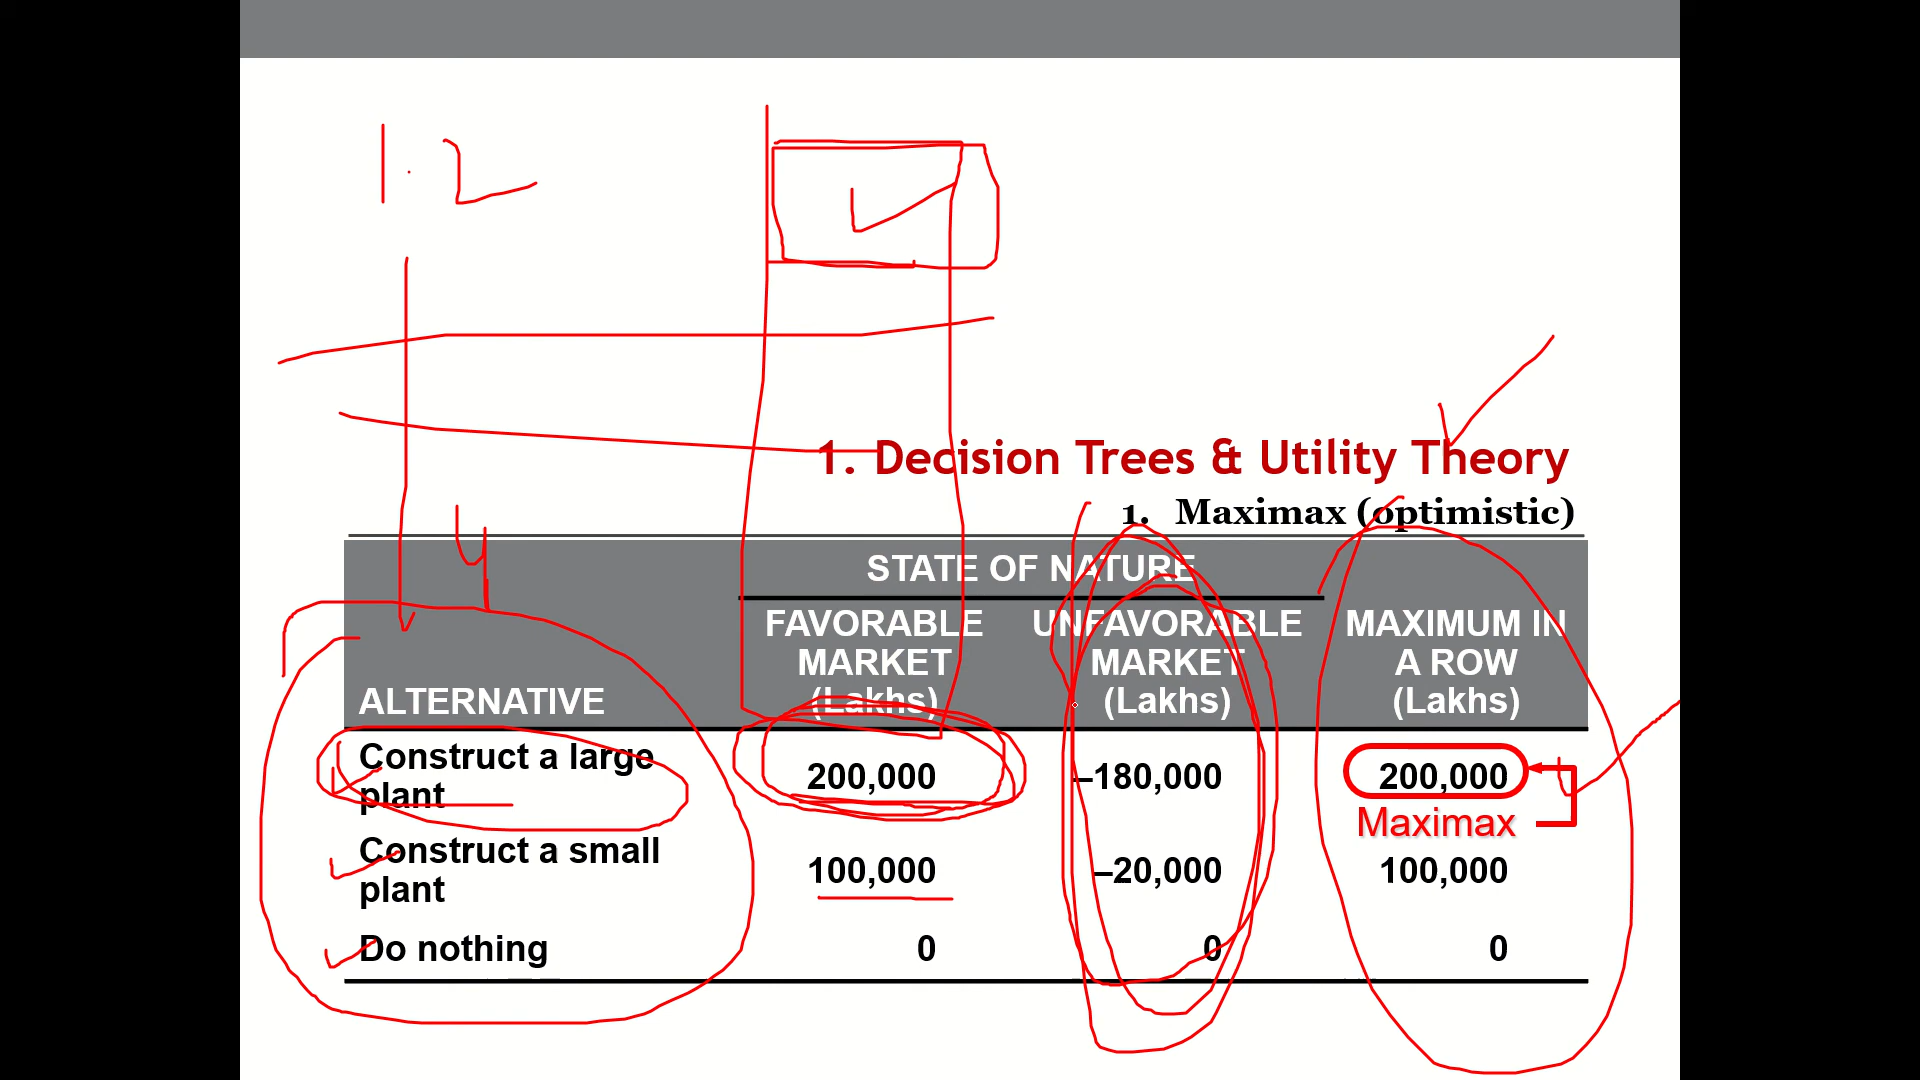 1.2
1. Decision Trees & Utility Theory
1. Maximax (optimistic)
STATE OF NATURE
FAVORABLE MARKET (Lakhs)
UNFAVORABLE MARKET (Lakhs)
MAXIMUM IN A ROW (Lakhs)
ALTERNATIVE
Construct a large plant 200,000 –180,000 200,000
Maximax
Construct a small plant 100,000 –20,000 100,000
Do nothing 0 0 0